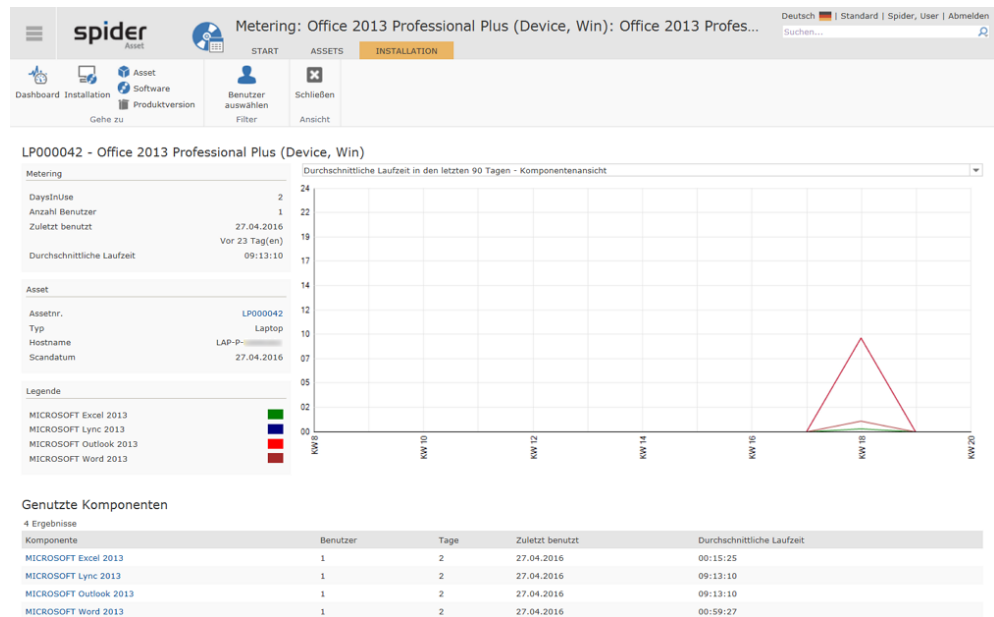 Deutsch | Standard | Spider, User | Abmelden
spider
Asset
Metering: Office 2013 Professional Plus (Device, Win): Office 2013 Profes...
Suchen...
START ASSETS INSTALLATION
Dashboard
Installation
Asset
Software
Produktversion
Gehe zu
Benutzer auswählen
Filter
Schließen
Ansicht
LP000042 - Office 2013 Professional Plus (Device, Win)
Metering
DaysInUse 2
Anzahl Benutzer 1
Zuletzt benutzt 27.04.2016
Vor 23 Tag(en)
Durchschnittliche Laufzeit 09:13:10
Asset
Assetnr. LP000042
Typ Laptop
Hostname LAP-P-
Scandatum 27.04.2016
Legende
MICROSOFT Excel 2013
MICROSOFT Lync 2013
MICROSOFT Outlook 2013
MICROSOFT Word 2013
Durchschnittliche Laufzeit in den letzten 90 Tagen - Komponentenansicht
24
22
19
17
14
12
10
07
05
02
00
KW 8 KW 10 KW 12 KW 14 KW 16 KW 18 KW 20
Genutzte Komponenten
4 Ergebnisse
Komponente Benutzer Tage Zuletzt benutzt Durchschnittliche Laufzeit
MICROSOFT Excel 2013 1 2 27.04.2016 00:15:25
MICROSOFT Lync 2013 1 2 27.04.2016 09:13:10
MICROSOFT Outlook 2013 1 2 27.04.2016 09:13:10
MICROSOFT Word 2013 1 2 27.04.2016 00:59:27